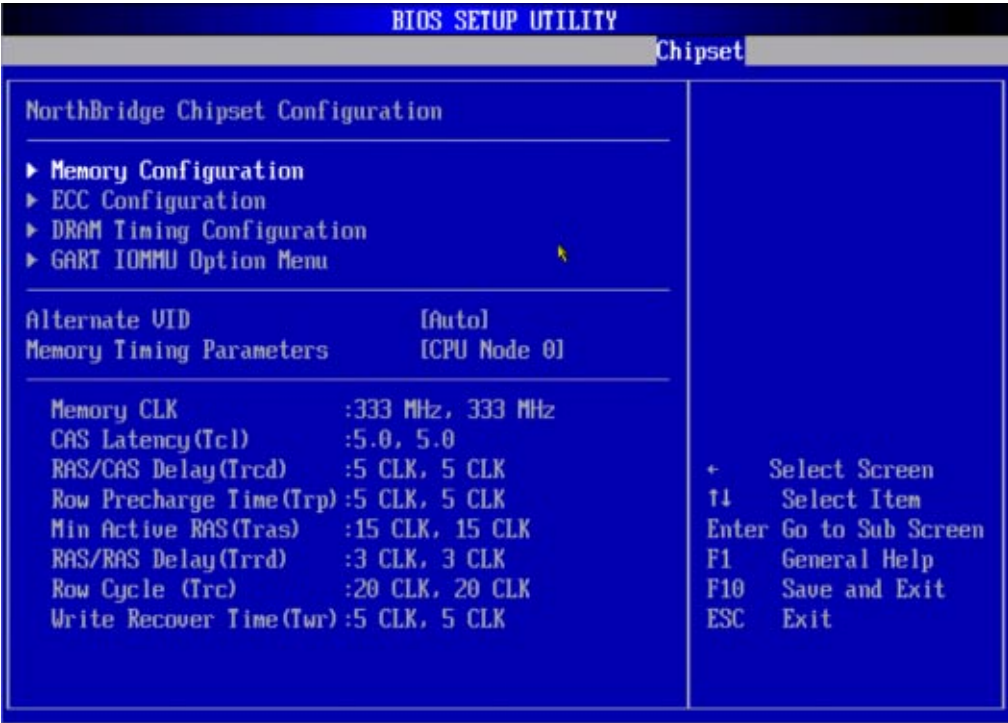 BIOS SETUP UTILITY
Chipset
NorthBridge Chipset Configuration
▶ Memory Configuration
▶ ECC Configuration
▶ DRAM Timing Configuration
▶ GART IOMMU Option Menu
Alternate VID [Auto]
Memory Timing Parameters [CPU Node 0]
Memory CLK :333 MHz, 333 MHz
CAS Latency(Tcl) :5.0, 5.0
RAS/CAS Delay(Trcd) :5 CLK, 5 CLK
Row Precharge Time(Trp):5 CLK, 5 CLK
Min Active RAS(Tras) :15 CLK, 15 CLK
RAS/RAS Delay(Trrd) :3 CLK, 3 CLK
Row Cycle (Trc) :20 CLK, 20 CLK
Write Recover Time(Twr):5 CLK, 5 CLK
← Select Screen
↑↓ Select Item
Enter Go to Sub Screen
F1 General Help
F10 Save and Exit
ESC Exit